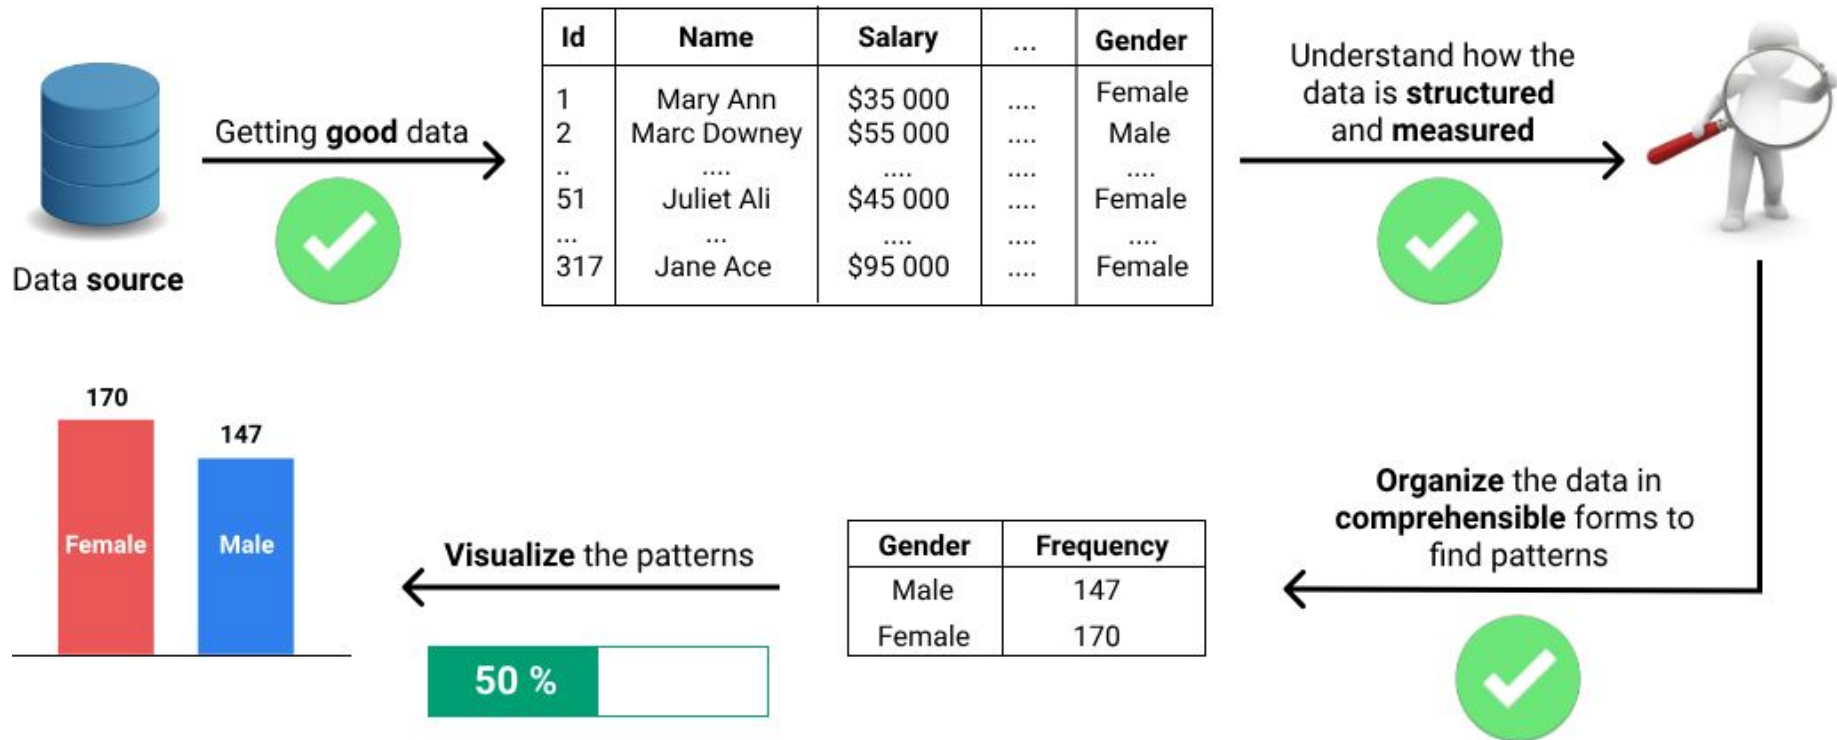 Data source
Getting good data
Id Name Salary ... Gender
1 Mary Ann $35 000 .... Female
2 Marc Downey $55 000 .... Male
.. .... .... .... ....
51 Juliet Ali $45 000 .... Female
... ... .... .... ....
317 Jane Ace $95 000 .... Female
Understand how the
data is structured
and measured
Organize the data in
comprehensible forms to
find patterns
Gender Frequency
Male 147
Female 170
Visualize the patterns
50 %
170
147
Female
Male